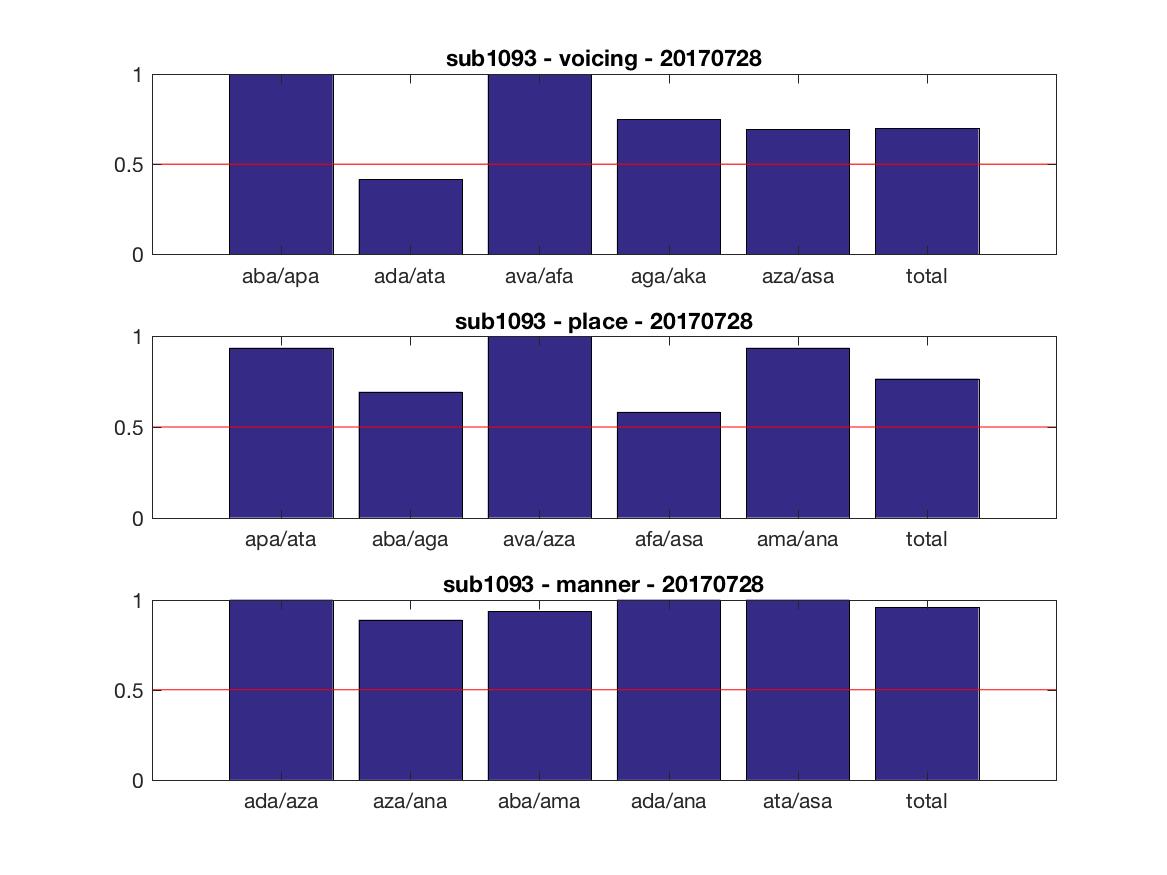 sub1093 - voicing - 20170728
1
0.5
0
aba/apa ada/ata ava/afa aga/aka aza/asa total
sub1093 - place - 20170728
1
0.5
0
apa/ata aba/aga ava/aza afa/asa ama/ana total
sub1093 - manner - 20170728
1
0.5
0
ada/aza aza/ana aba/ama ada/ana ata/asa total